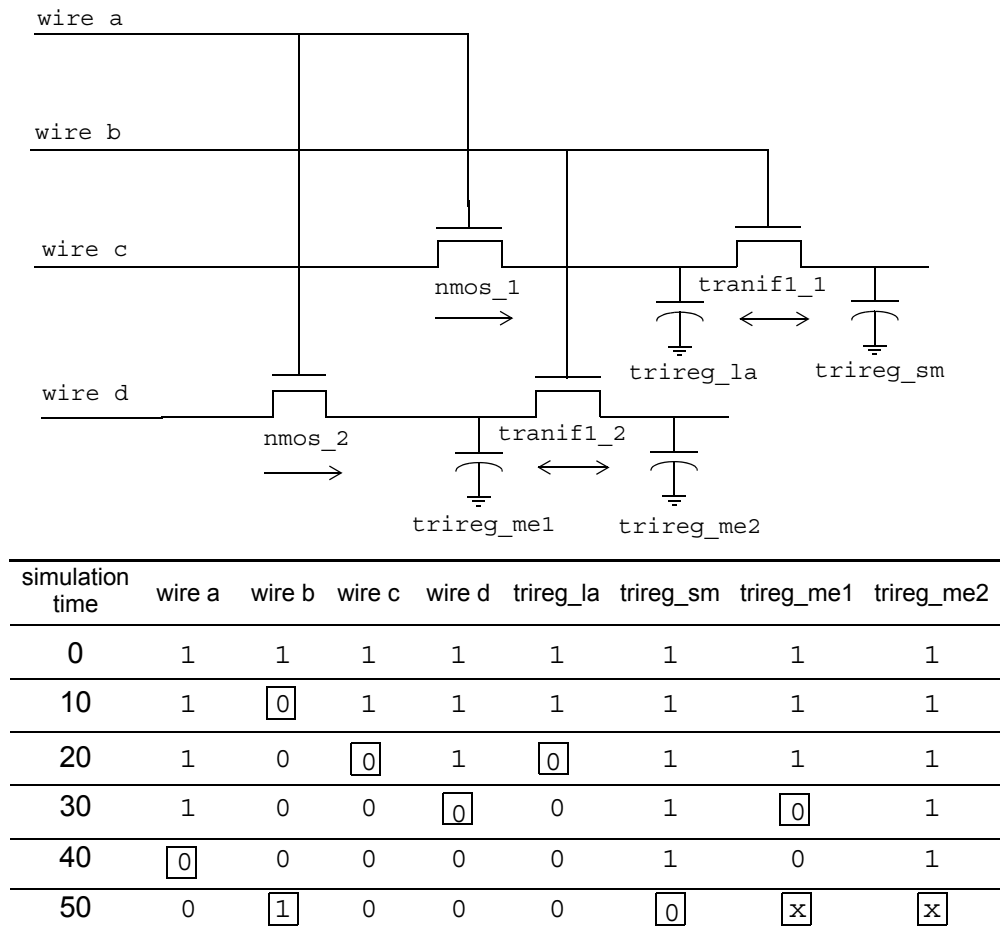 wire a
wire b
wire c
nmos_1
tranif1_1
trireg_la
trireg_sm
wire d
nmos_2
tranif1_2
trireg_me1
trireg_me2
simulation time wire a wire b wire c wire d trireg_la trireg_sm trireg_me1 trireg_me2
0 1 1 1 1 1 1 1 1
10 1 0 1 1 1 1 1 1
20 1 0 0 1 0 1 1 1
30 1 0 0 0 0 1 0 1
40 0 0 0 0 0 1 0 1
50 0 1 0 0 0 0 x x